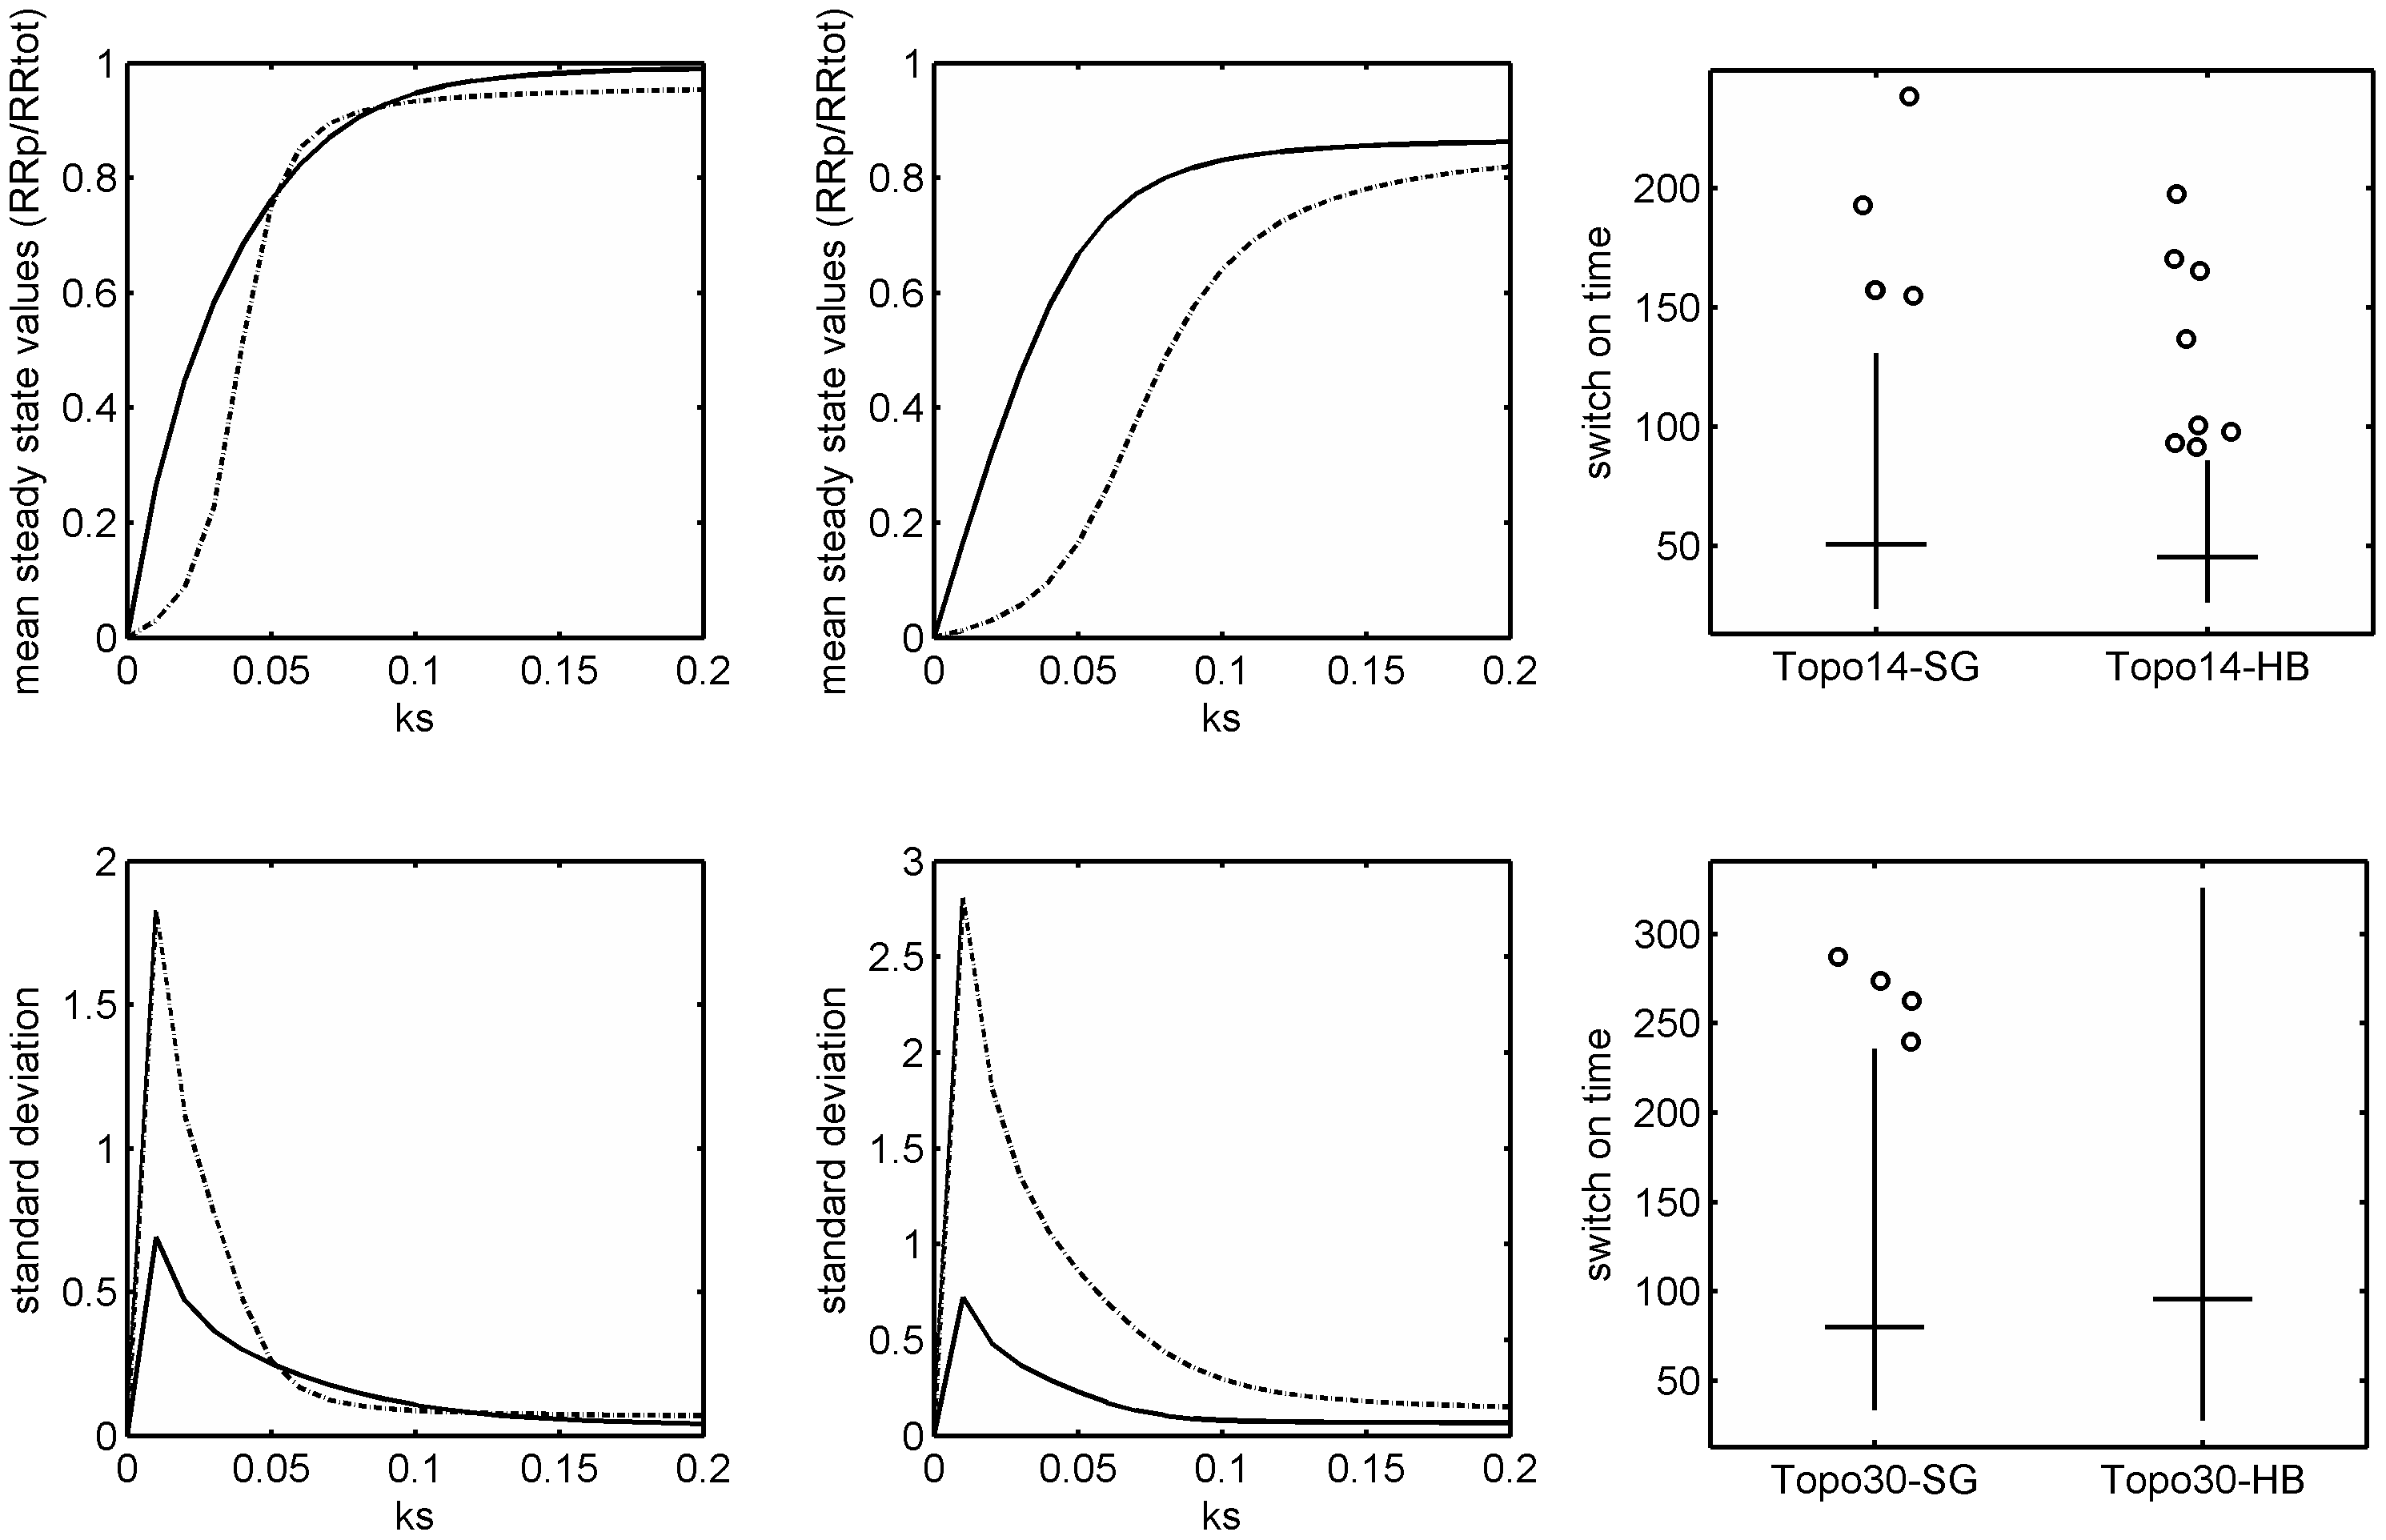 mean steady state values (RRp/RRtot)
1
0.8
0.6
0.4
0.2
0
0 0.05 0.1 0.15 0.2
ks
mean steady state values (RRp/RRtot)
1
0.8
0.6
0.4
0.2
0
0 0.05 0.1 0.15 0.2
ks
switch on time
200
150
100
50
Topo14-SG Topo14-HB
standard deviation
2
1.5
1
0.5
0
0 0.05 0.1 0.15 0.2
ks
standard deviation
3
2.5
2
1.5
1
0.5
0
0 0.05 0.1 0.15 0.2
ks
switch on time
300
250
200
150
100
50
Topo30-SG Topo30-HB